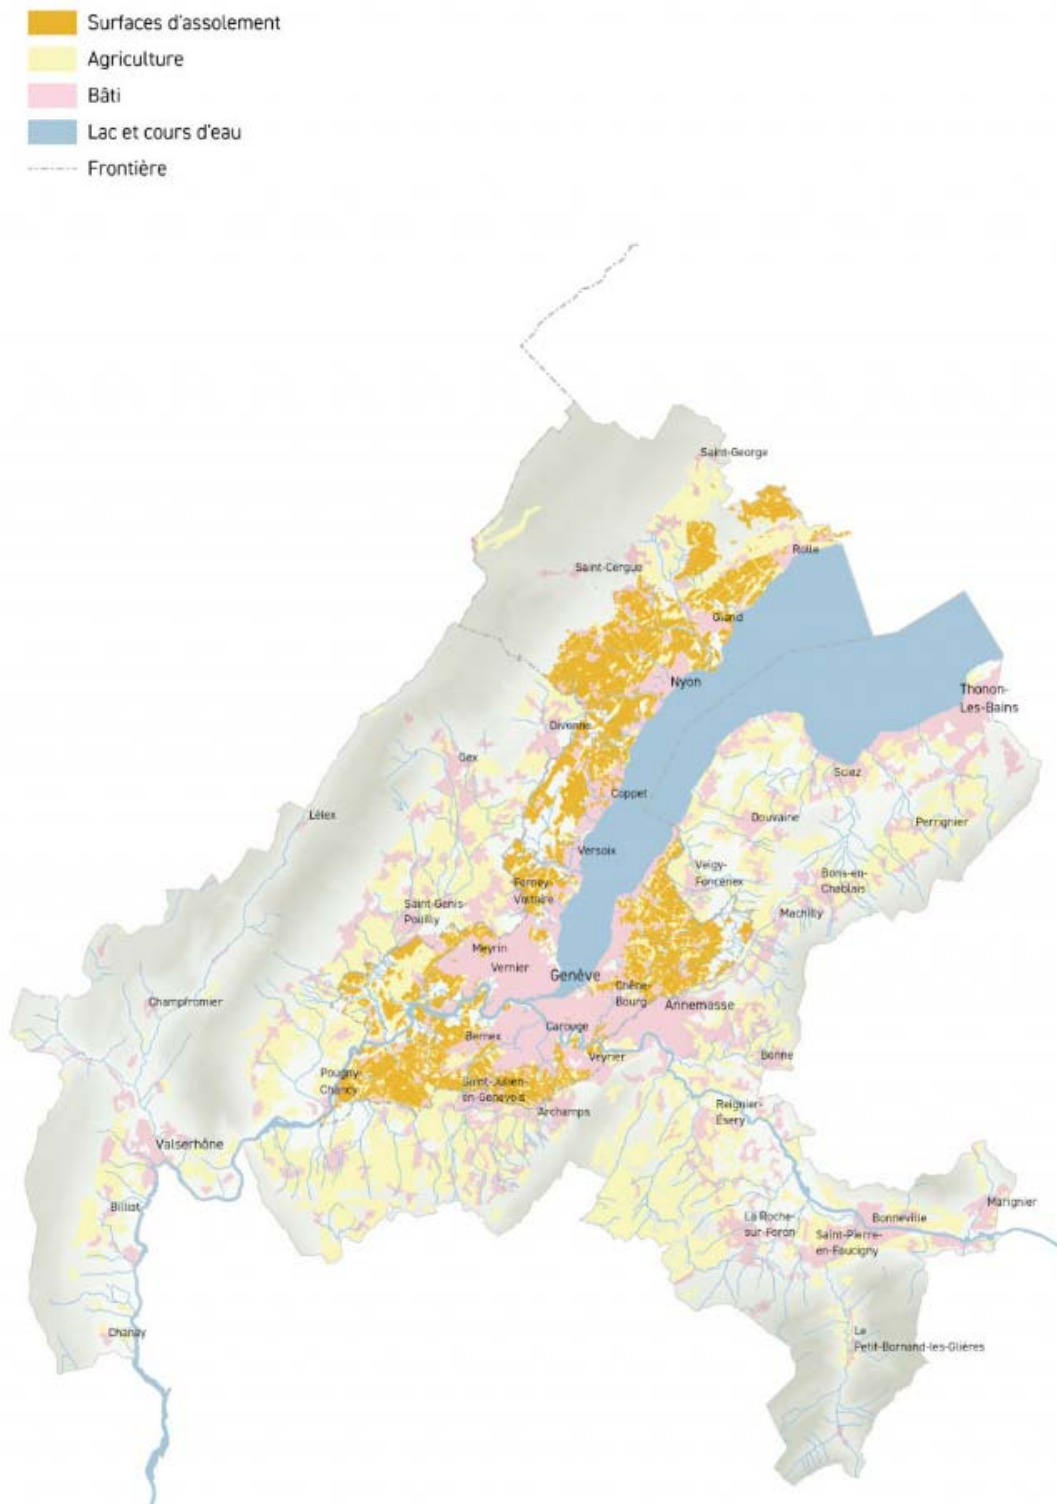 Surfaces d'assolement
Agriculture
Bâti
Lac et cours d'eau
Frontière
Saint-George
Rolle
Saint-Cergue
Gland
Nyon
Thonon-
Les-Bains
Divonne
Gex
Sciez
Coppet
Lélex
Douvaine
Perrignier
Versoix
Veigy-
Foncenex
Bons-en-
Chablais
Ferney-
Voltaire
Saint-Genis-
Pouilly
Machilly
Meyrin
Vernier
Genève
Chêne-
Bourg
Annemasse
Champfromier
Carouge
Bernex
Veyrier
Bonne
Pougny-
Chancy
Saint-Julien-
en-Genevois
Archamps
Reignier-
Ésery
Valserhône
Billiat
Marignier
La Roche-
sur-Foron
Bonneville
Saint-Pierre-
en-Faucigny
Chanay
Le
Petit-Bornand-les-Glières